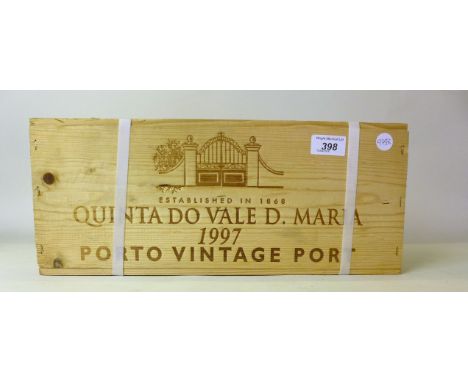 398
ESTABLISHED IN 1868
QUINTA DO VALE D. MARIA
1997
PORTO VINTAGE PORT